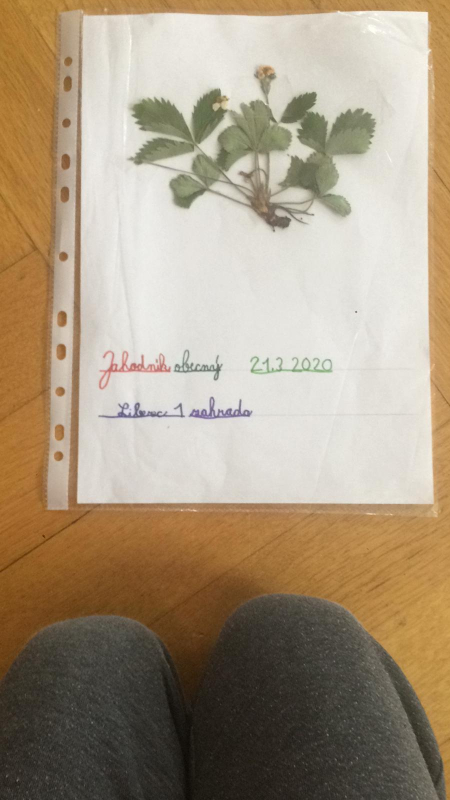 Jahodník obecný 21.3 2020
Liberec 1 zahrada